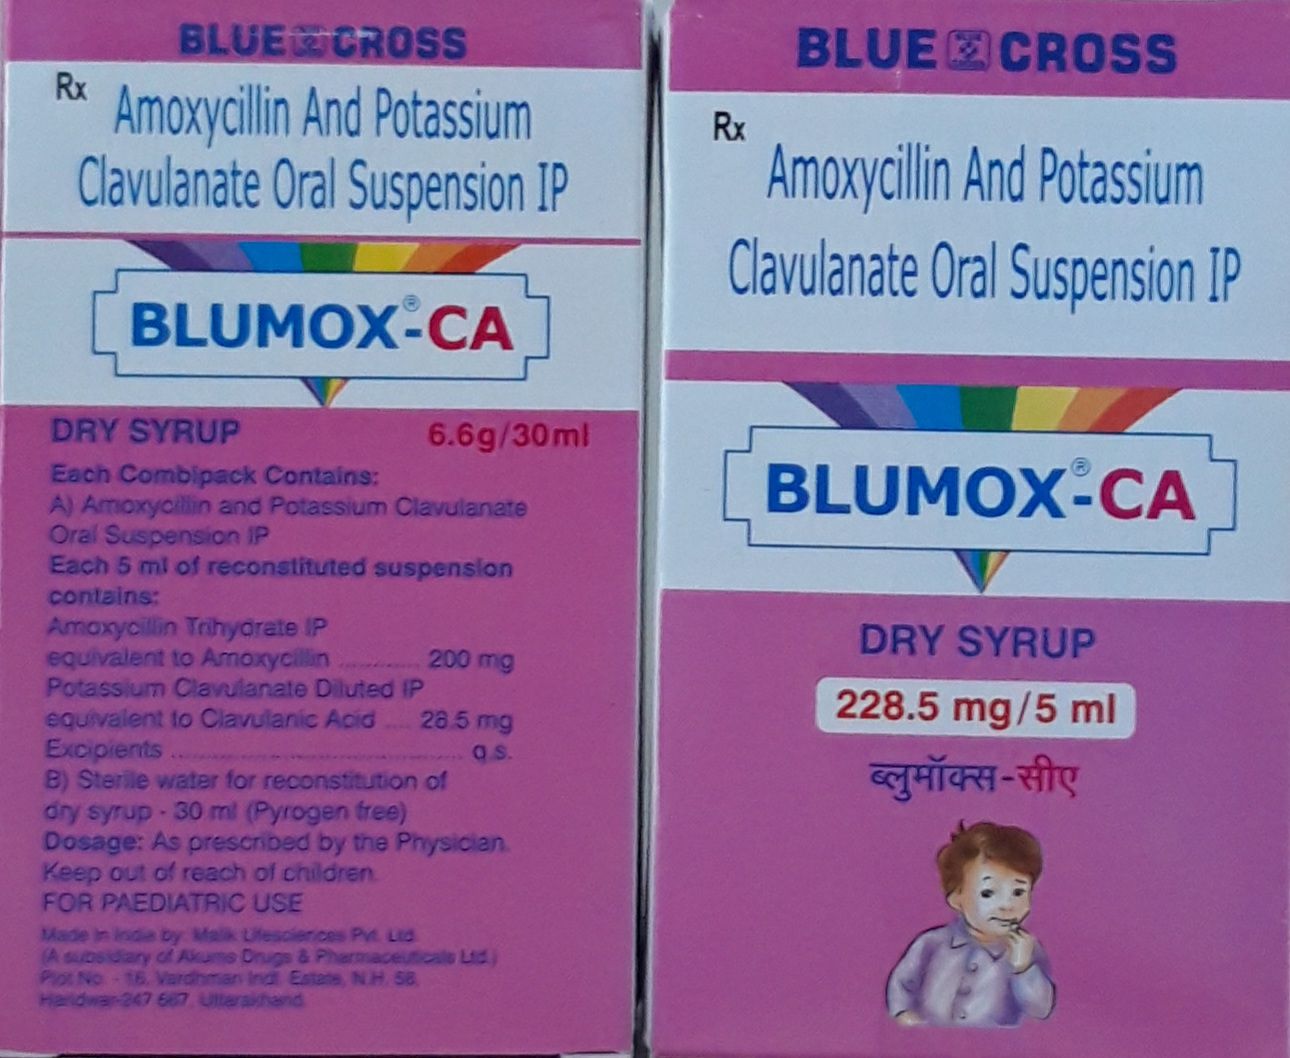 BLUE CROSS
Rx
Amoxycillin And Potassium
Clavulanate Oral Suspension IP
BLUMOX®-CA
DRY SYRUP 6.6g/30ml
Each Combipack Contains:
A) Amoxycillin and Potassium Clavulanate
Oral Suspension IP
Each 5 ml of reconstituted suspension
contains:
Amoxycillin Trihydrate IP
equivalent to Amoxycillin ............ 200 mg
Potassium Clavulanate Diluted IP
equivalent to Clavulanic Acid .... 28.5 mg
Excipients ............................................ q.s.
B) Sterile water for reconstitution of
dry syrup - 30 ml (Pyrogen free)
Dosage: As prescribed by the Physician.
Keep out of reach of children.
FOR PAEDIATRIC USE
Made in India by: Malik Lifesciences Pvt. Ltd.
(A subsidiary of Akums Drugs & Pharmaceuticals Ltd.)
Plot No. - 16, Vardhman Indl. Estate, N.H. 58,
Haridwar-247 667, Uttarakhand.
BLUE CROSS
Rx
Amoxycillin And Potassium
Clavulanate Oral Suspension IP
BLUMOX®-CA
DRY SYRUP
228.5 mg/5 ml
ब्लुमॉक्स-सीए